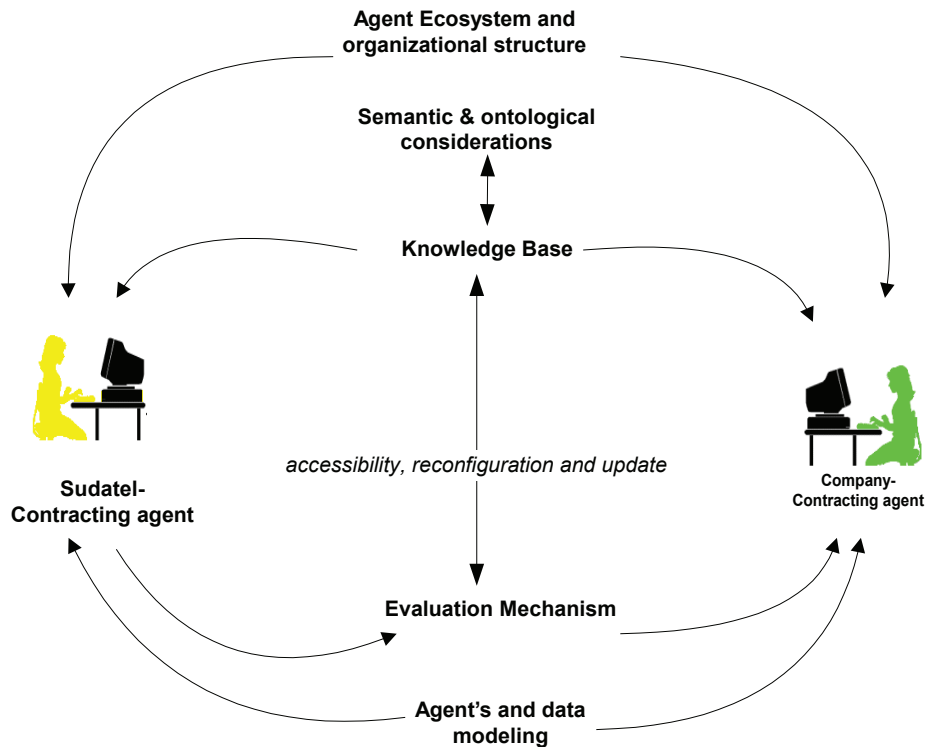 Agent Ecosystem and
organizational structure
Semantic & ontological
considerations
Knowledge Base
accessibility, reconfiguration and update
Sudatel-
Contracting agent
Company-
Contracting agent
Evaluation Mechanism
Agent's and data
modeling